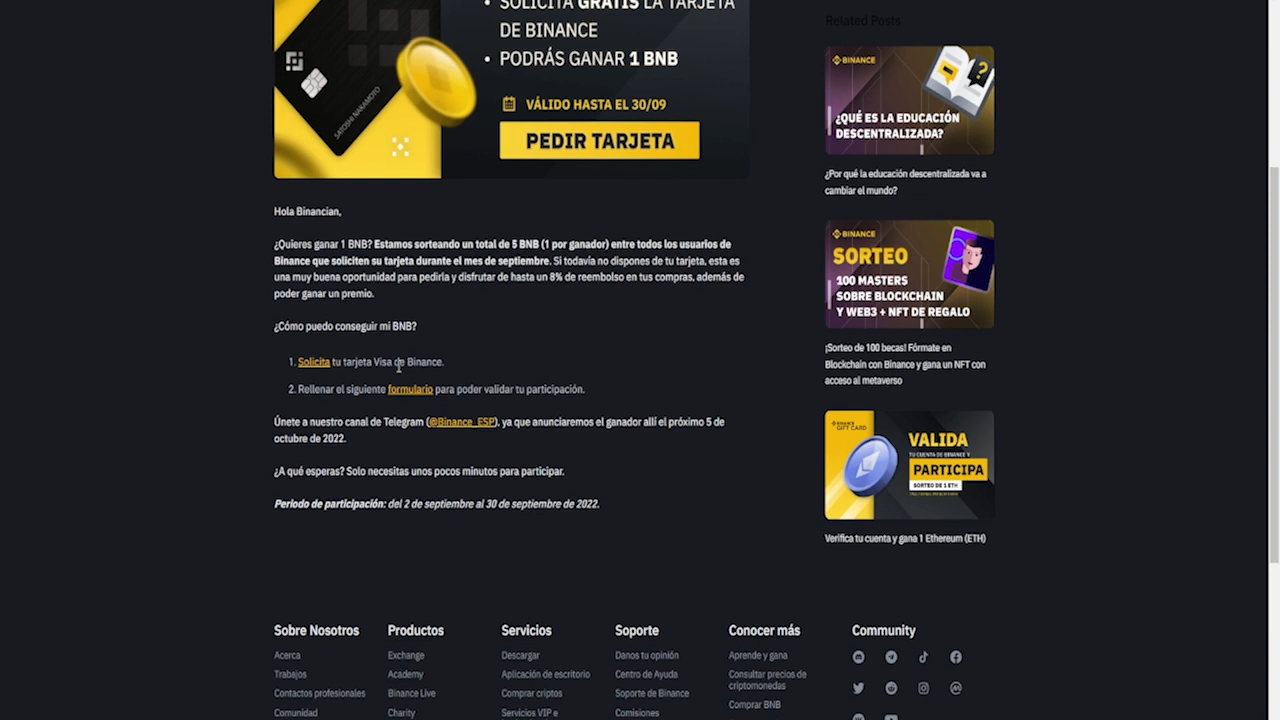 • SOLICITA GRATIS LA TARJETA
DE BINANCE
• PODRÁS GANAR 1 BNB
VÁLIDO HASTA EL 30/09
PEDIR TARJETA
SATOSHI NAKAMOTO
Hola Binancian,
¿Quieres ganar 1 BNB? Estamos sorteando un total de 5 BNB (1 por ganador) entre todos los usuarios de
Binance que soliciten su tarjeta durante el mes de septiembre. Si todavía no dispones de tu tarjeta, esta es
una muy buena oportunidad para pedirla y disfrutar de hasta un 8% de reembolso en tus compras, además de
poder ganar un premio.
¿Cómo puedo conseguir mi BNB?
1. Solicita tu tarjeta Visa de Binance.
2. Rellenar el siguiente formulario para poder validar tu participación.
Únete a nuestro canal de Telegram (@Binance_ESP), ya que anunciaremos el ganador allí el próximo 5 de
octubre de 2022.
¿A qué esperas? Solo necesitas unos pocos minutos para participar.
Periodo de participación: del 2 de septiembre al 30 de septiembre de 2022.
Related Posts
BINANCE
¿QUÉ ES LA EDUCACIÓN
DESCENTRALIZADA?
¿Por qué la educación descentralizada va a
cambiar el mundo?
BINANCE
SORTEO
100 MASTERS
SOBRE BLOCKCHAIN
Y WEB3 + NFT DE REGALO
¡Sorteo de 100 becas! Fórmate en
Blockchain con Binance y gana un NFT con
acceso al metaverso
BINANCE
GIFT CARD
VALIDA
TU CUENTA DE BINANCE Y
PARTICIPA
SORTEO DE 1 ETH
Verifica tu cuenta y gana 1 Ethereum (ETH)
Sobre Nosotros
Acerca
Trabajos
Contactos profesionales
Comunidad
Productos
Exchange
Academy
Binance Live
Charity
Servicios
Descargar
Aplicación de escritorio
Comprar criptos
Servicios VIP e
Soporte
Danos tu opinión
Centro de Ayuda
Soporte de Binance
Comisiones
Conocer más
Aprende y gana
Consultar precios de
criptomonedas
Comprar BNB
Community